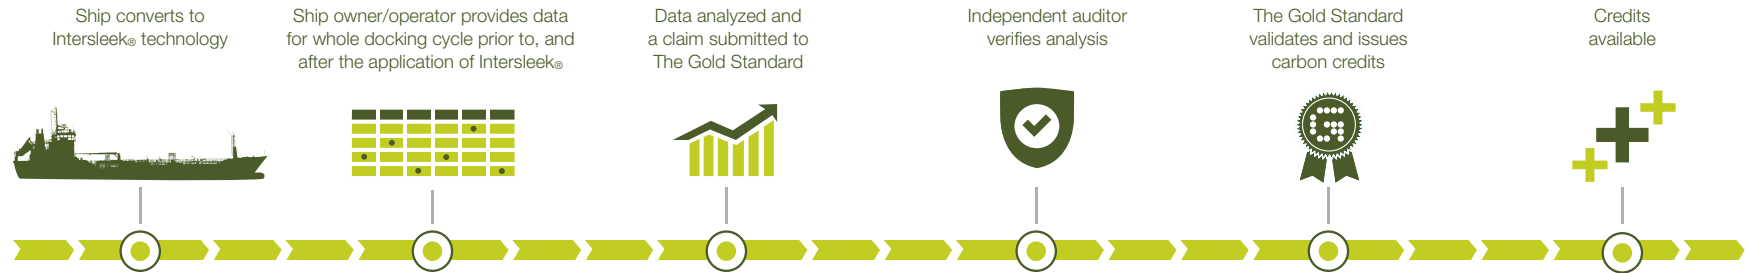 Ship converts to
Intersleek® technology
Ship owner/operator provides data
for whole docking cycle prior to, and
after the application of Intersleek®
Data analyzed and
a claim submitted to
The Gold Standard
Independent auditor
verifies analysis
The Gold Standard
validates and issues
carbon credits
G
Credits
available